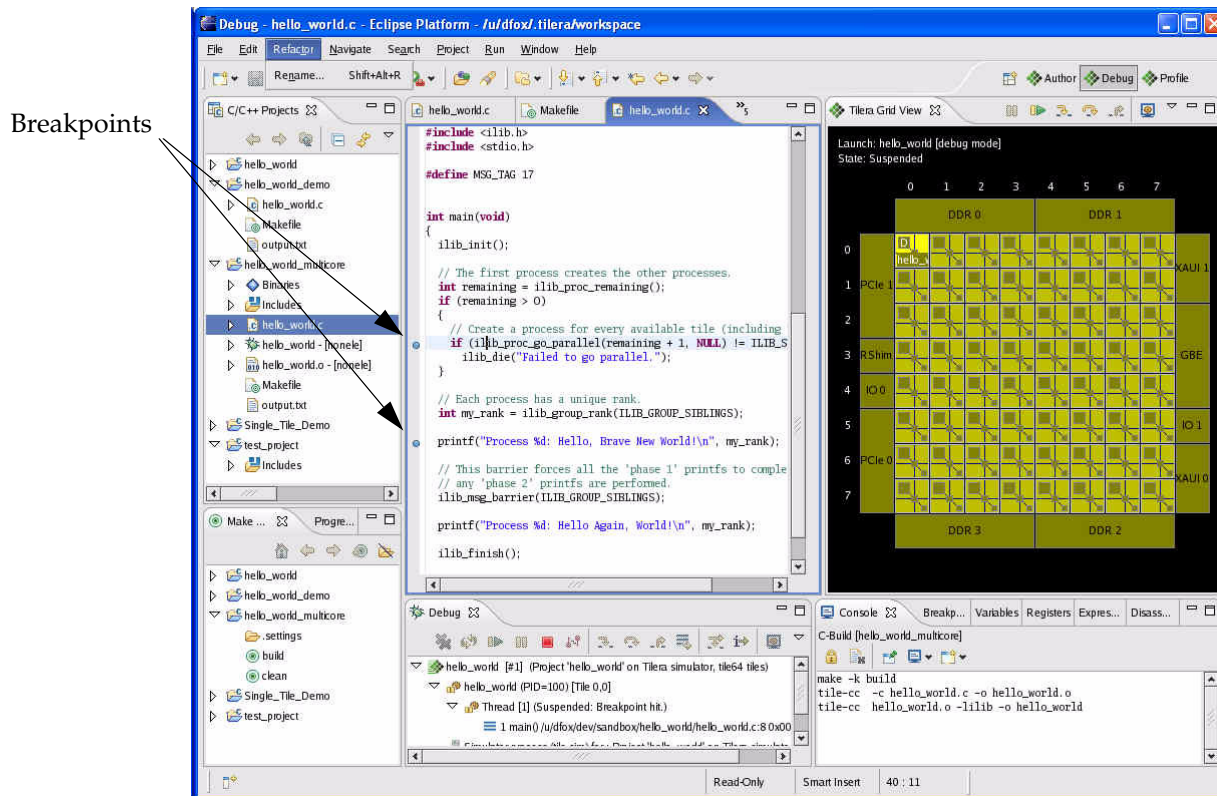 Debug - hello_world.c - Eclipse Platform - /u/dfox/.tilera/workspace
File Edit Refactor Navigate Search Project Run Window Help
Rename... Shift+Alt+R
Author Debug Profile
Breakpoints
C/C++ Projects
hello_world
hello_world_demo
hello_world.c
Makefile
output.txt
hello_world_multicore
Binaries
Includes
hello_world.c
hello_world - [nonele]
hello_world.o - [nonele]
Makefile
output.txt
Single_Tile_Demo
test_project
Includes
Make ... Progre...
hello_world
hello_world_demo
hello_world_multicore
.settings
build
clean
Single_Tile_Demo
test_project
hello_world.c Makefile hello_world.c »5
#include <ilib.h>
#include <stdio.h>
#define MSG_TAG 17
int main(void)
{
ilib_init();
// The first process creates the other processes.
int remaining = ilib_proc_remaining();
if (remaining > 0)
{
// Create a process for every available tile (including
if (ilib_proc_go_parallel(remaining + 1, NULL) != ILIB_S
ilib_die("Failed to go parallel.");
}
// Each process has a unique rank.
int my_rank = ilib_group_rank(ILIB_GROUP_SIBLINGS);
printf("Process %d: Hello, Brave New World!\n", my_rank);
// This barrier forces all the 'phase 1' printfs to comple
// any 'phase 2' printfs are performed.
ilib_msg_barrier(ILIB_GROUP_SIBLINGS);
printf("Process %d: Hello Again, World!\n", my_rank);
ilib_finish();
Tilera Grid View
Launch: hello_world [debug mode]
State: Suspended
0 1 2 3 4 5 6 7
DDR 0 DDR 1
0 D
hello_w
XAUI 1
1 PCIe 1
2
3 RShim GBE
4 IO 0
5 IO 1
6 PCIe 0
XAUI 0
7
DDR 3 DDR 2
Debug
hello_world [#1] (Project 'hello_world' on Tilera simulator, tile64 tiles)
hello_world (PID=100) [Tile 0,0]
Thread [1] (Suspended: Breakpoint hit.)
1 main() /u/dfox/dev/sandbox/hello_world/hello_world.c:8 0x00
Console Breakp... Variables Registers Expres... Disass...
C-Build [hello_world_multicore]
make -k build
tile-cc -c hello_world.c -o hello_world.o
tile-cc hello_world.o -lilib -o hello_world
Read-Only Smart Insert 40 : 11